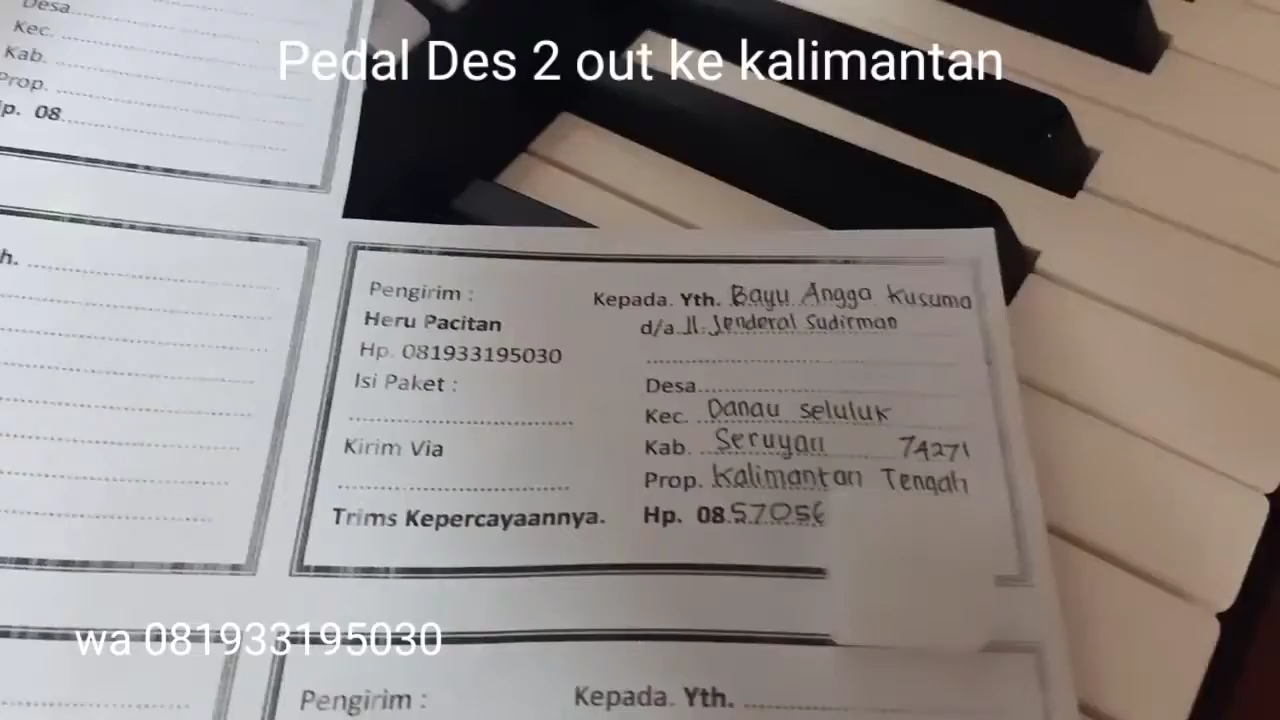 Pedal Des 2 out ke kalimantan
Desa
Kec.
Kab.
Prop.
p. 08
h.
Pengirim :
Heru Pacitan
Hp. 081933195030
Isi Paket :
Kirim Via
Trims Kepercayaannya.
Kepada. Yth. Bayu Angga Kusuma
d/a Jl. Jenderal Sudirman
Desa
Kec. Danau seluluk
Kab. Seruyan 74271
Prop. Kalimantan Tengah
Hp. 08.57056
wa 081933195030
Pengirim :
Kepada. Yth.